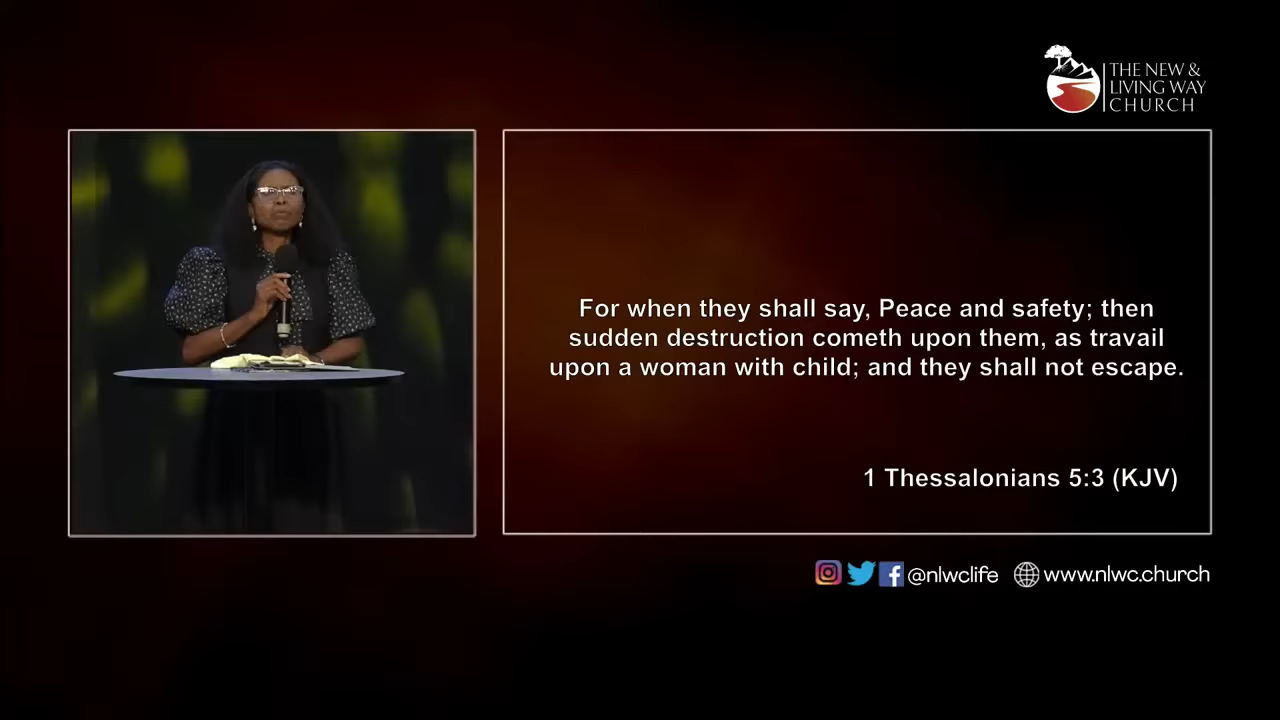 THE NEW &
LIVING WAY
CHURCH
For when they shall say, Peace and safety; then
sudden destruction cometh upon them, as travail
upon a woman with child; and they shall not escape.
1 Thessalonians 5:3 (KJV)
@nlwclife www.nlwc.church